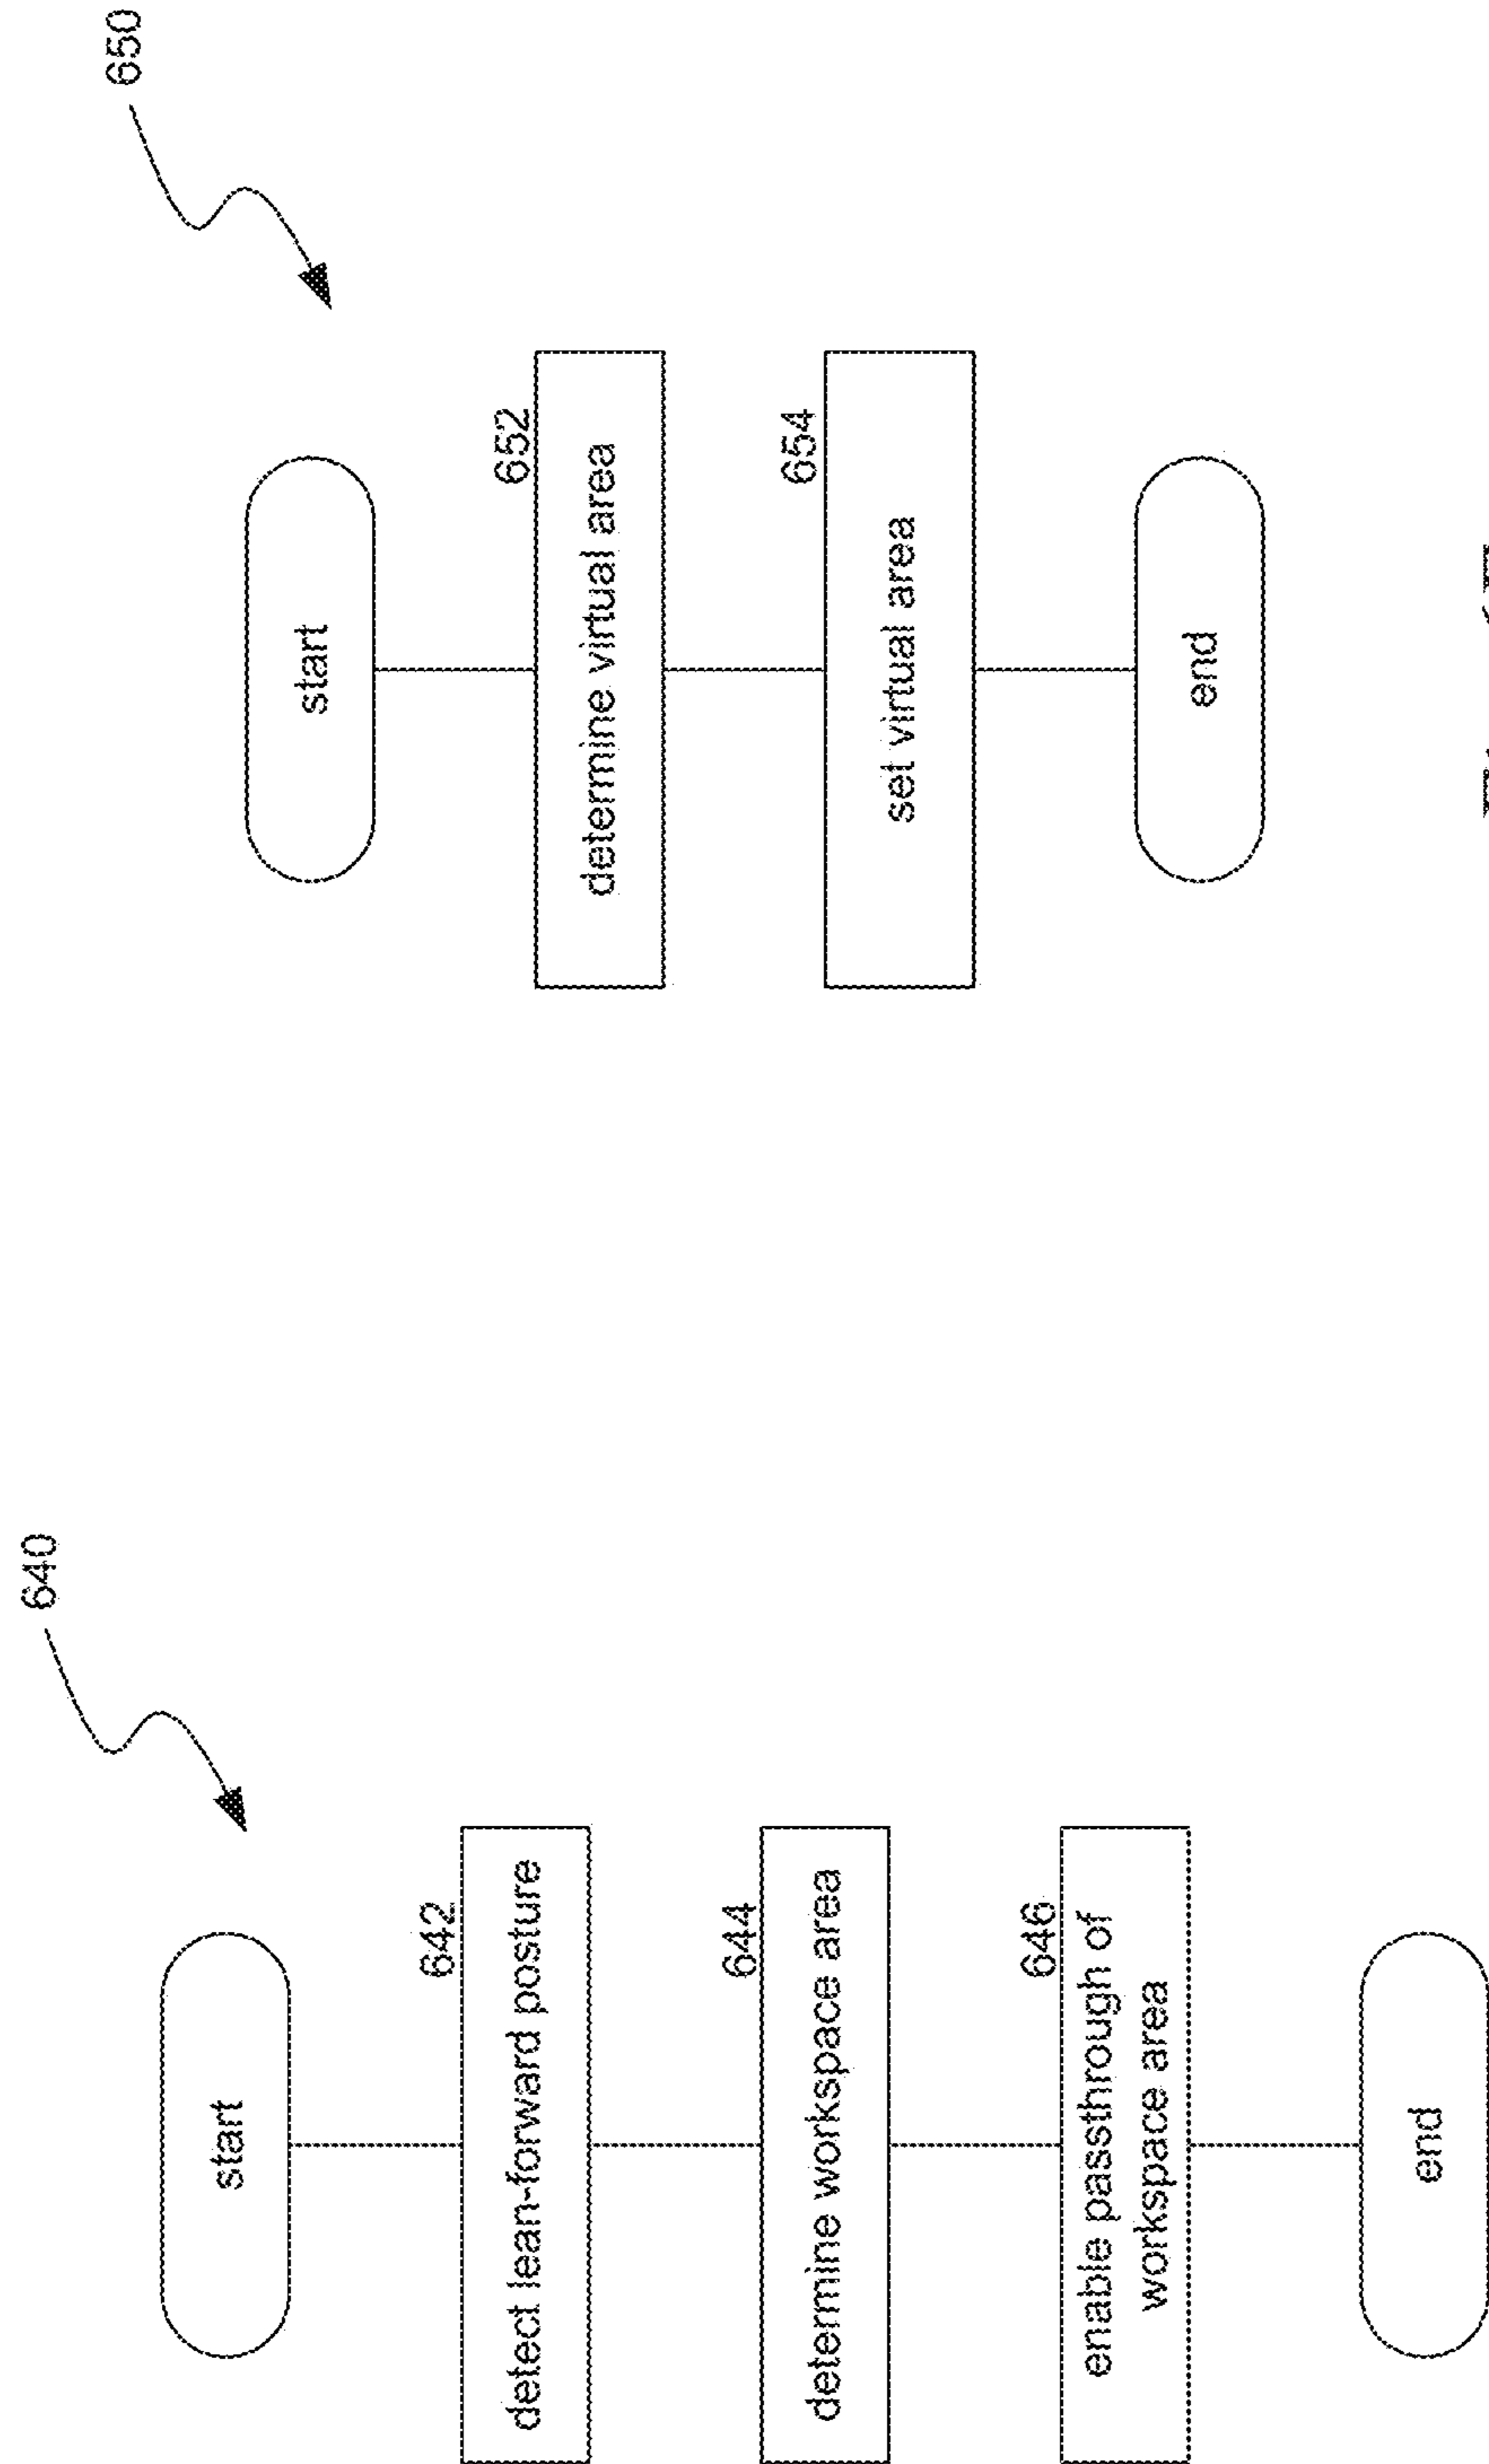 640
start
642
detect lean-forward posture
644
determine workspace area
646
enable passthrough of
workspace area
end
650
start
652
determine virtual area
654
set virtual area
end